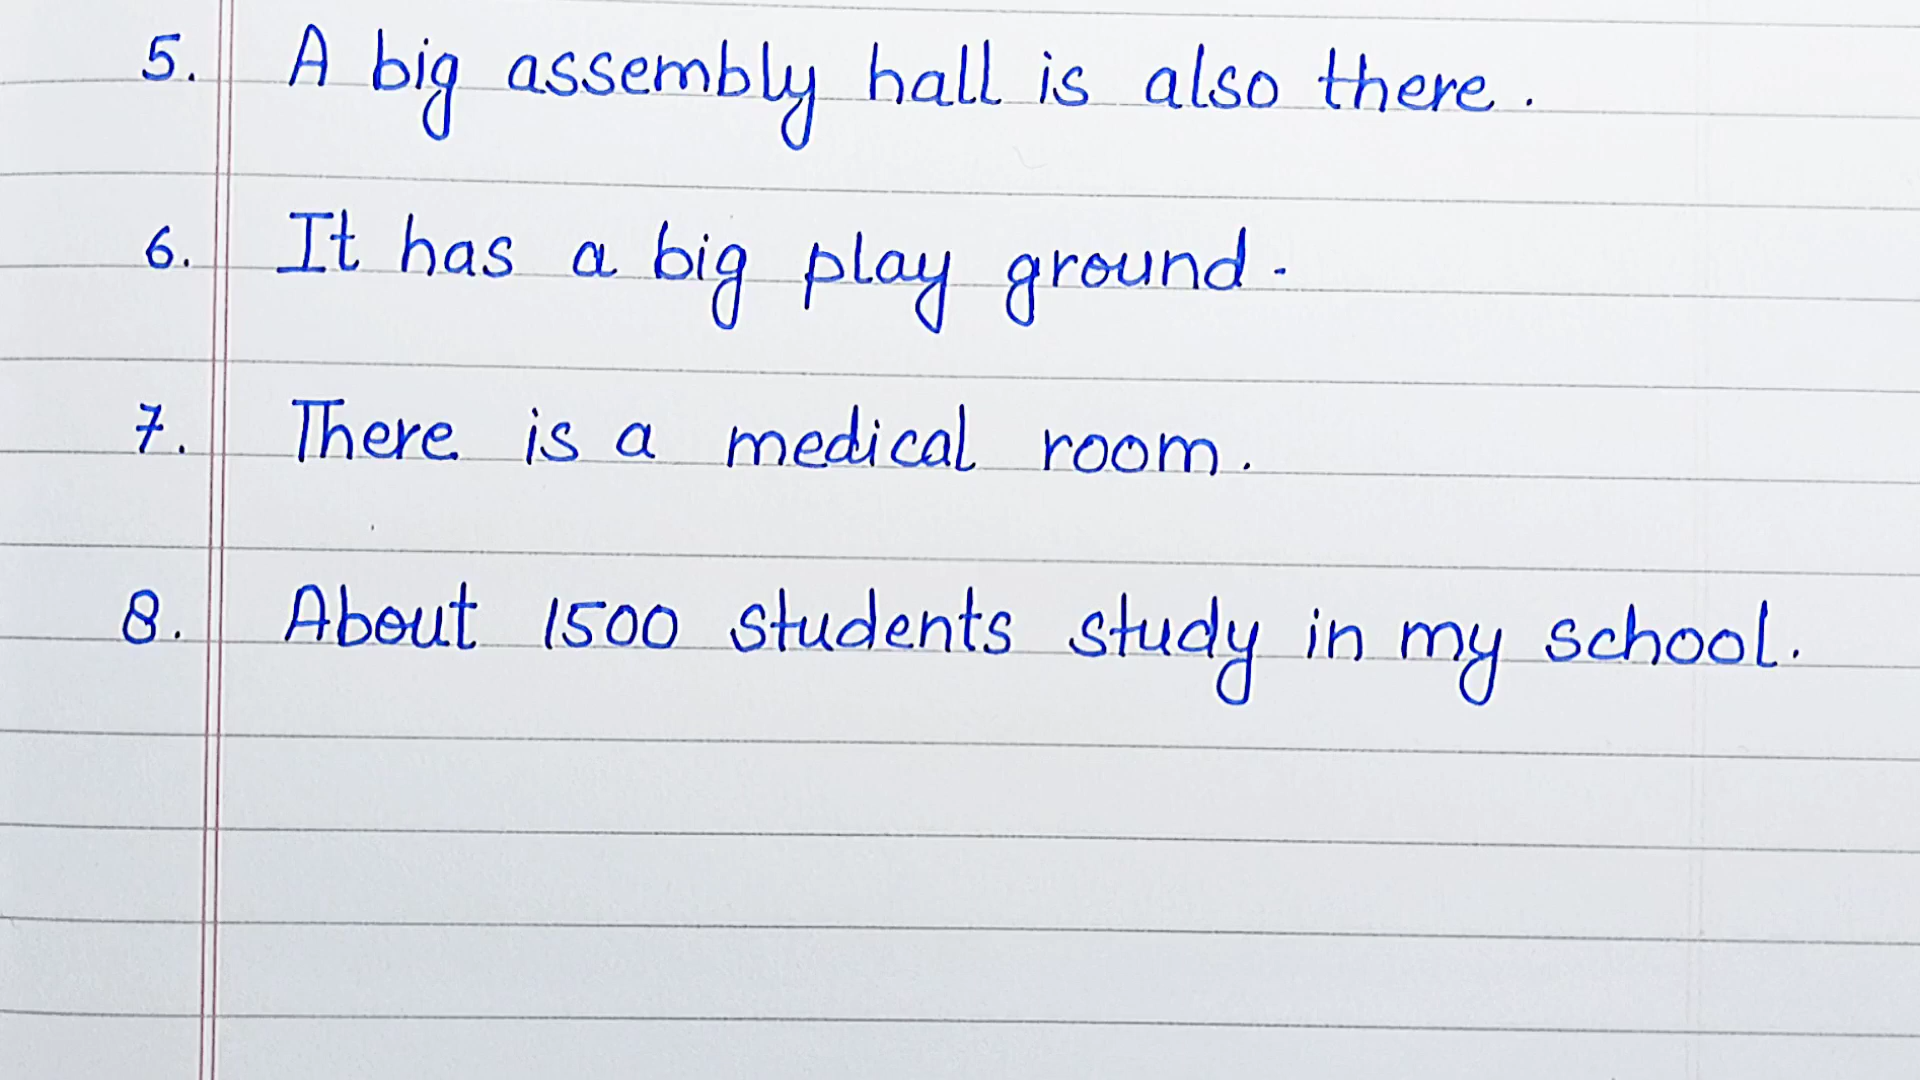 5. A big assembly hall is also there.
6. It has a big play ground.
7. There is a medical room.
8. About 1500 students study in my school.